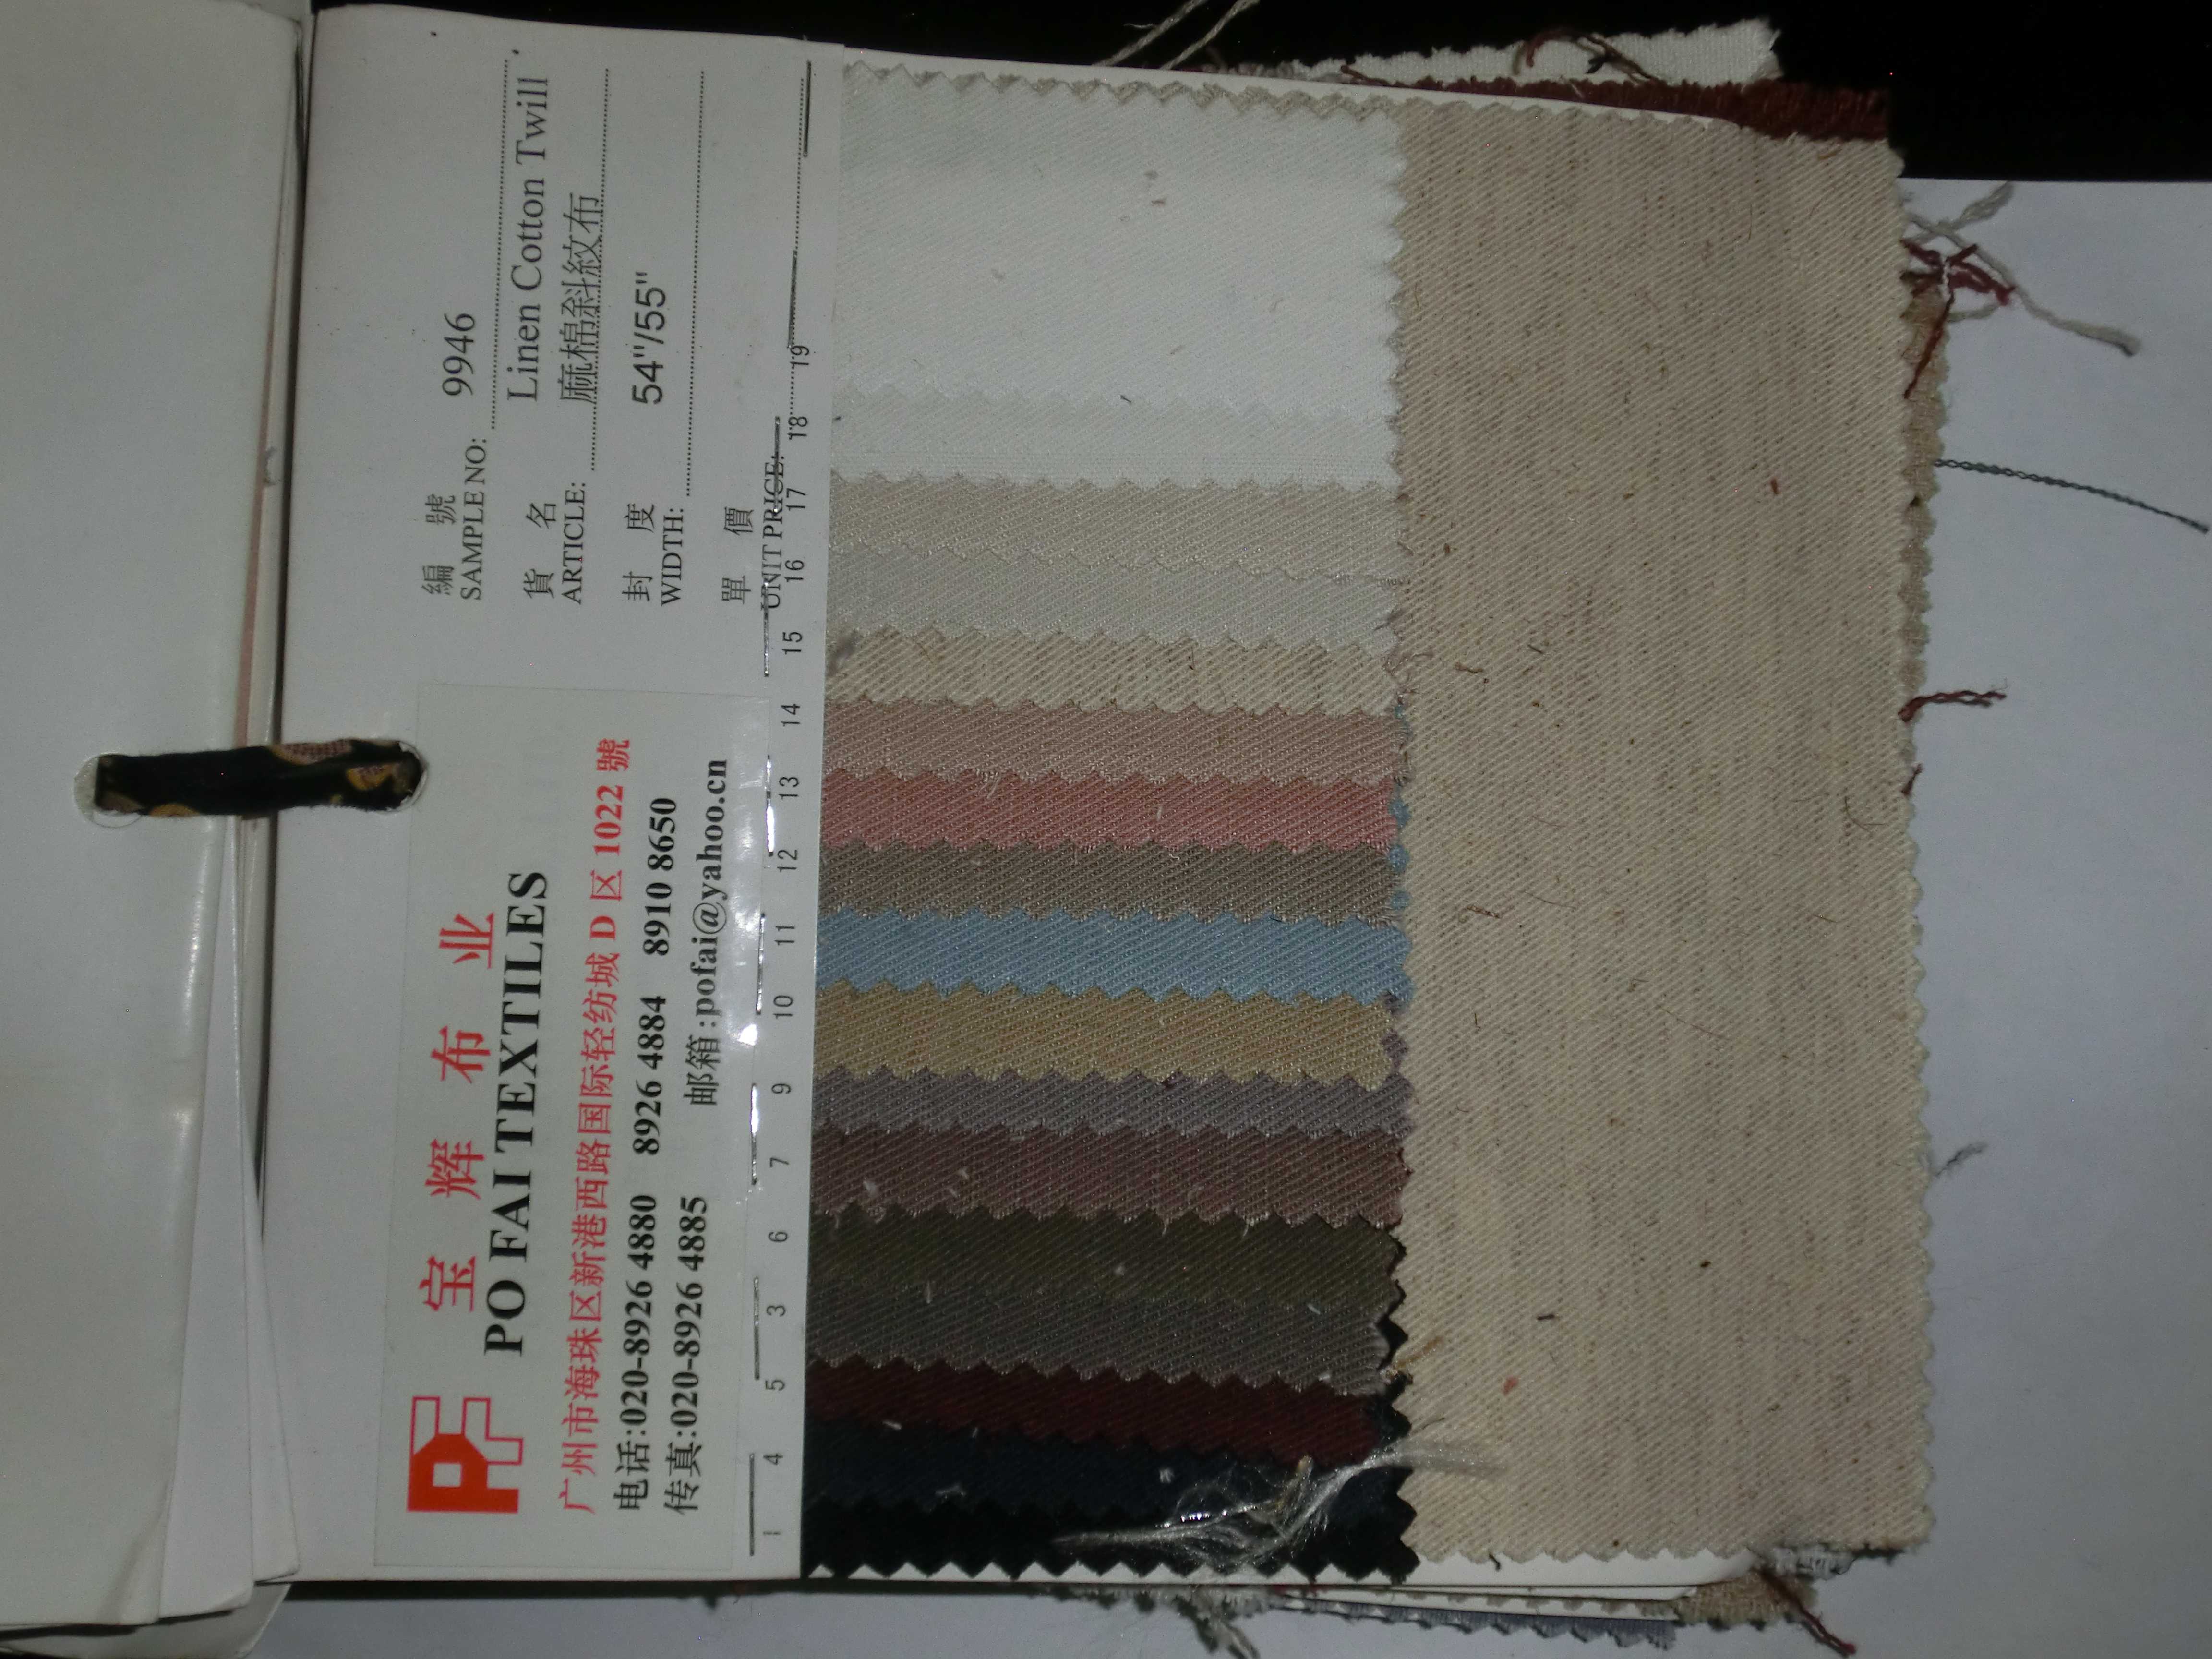 宝 辉 布 业
PO FAI TEXTILES
广州市海珠区新港西路国际轻纺城 D 区 1022 號
电话:020-8926 4880 8926 4884 8910 8650
传真:020-8926 4885 邮箱:pofai@yahoo.cn
編 號
SAMPLE NO: 9946
貨 名 Linen Cotton Twill
ARTICLE: 麻棉斜紋布
封 度
WIDTH: 54"/55"
單 價
UNIT PRICE:
1 4 5 3 6 7 9 10 11 12 13 14 15 16 17 18 19